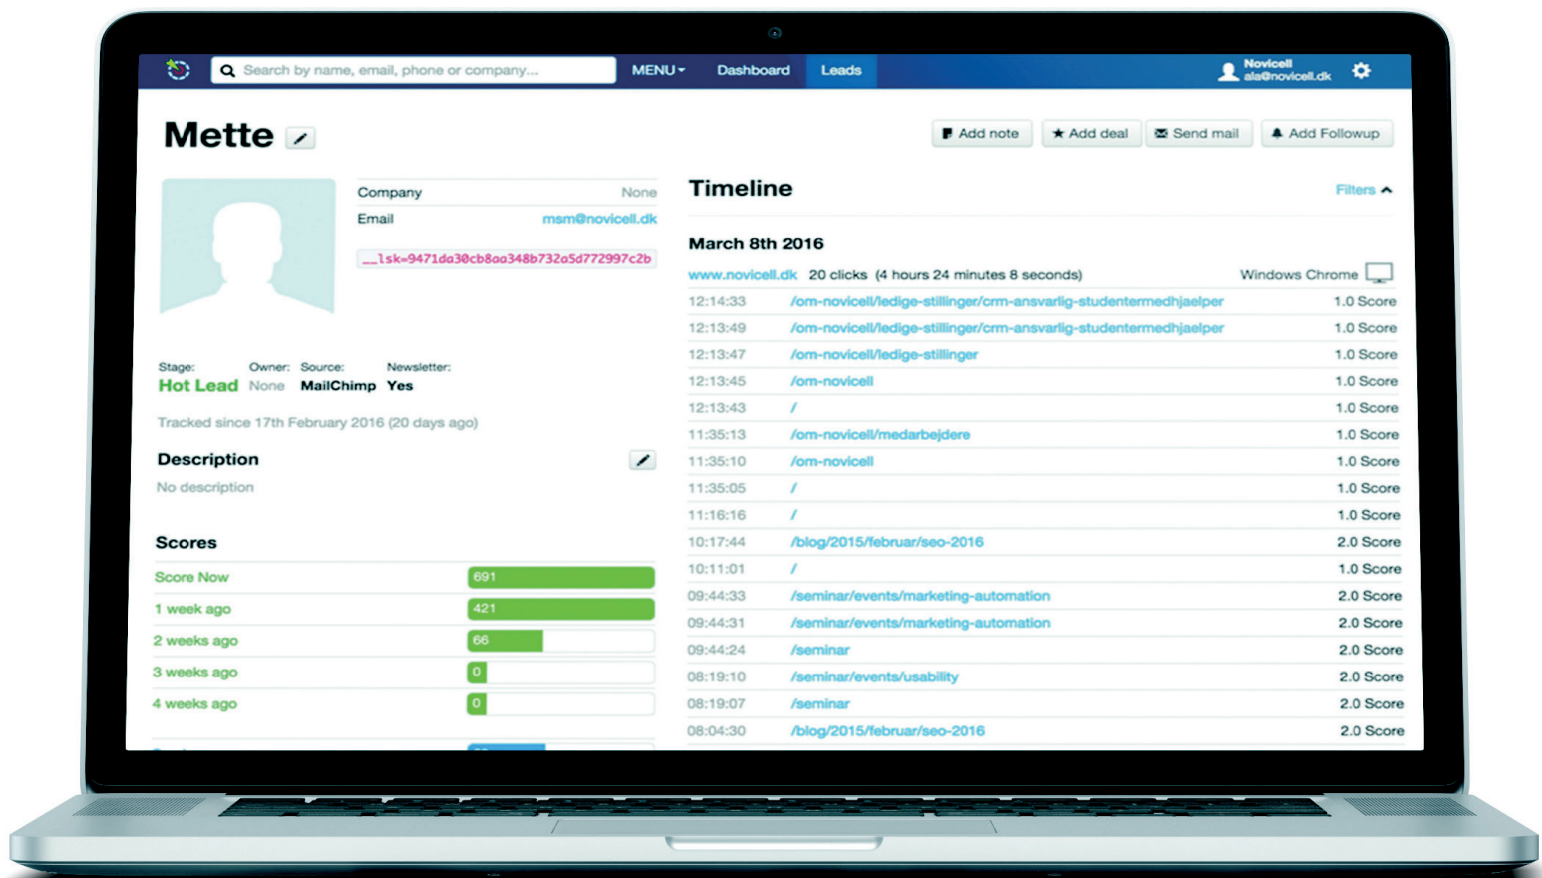 Search by name, email, phone or company...
MENU
Dashboard
Leads
Novicell
ala@novicell.dk
Mette
Add note
Add deal
Send mail
Add Followup
Company None
Email msm@novicell.dk
__lsk=9471da30cb8aa348b732a5d772997c2b
Stage: Owner: Source: Newsletter:
Hot Lead None MailChimp Yes
Tracked since 17th February 2016 (20 days ago)
Description
No description
Scores
Score Now 691
1 week ago 421
2 weeks ago 66
3 weeks ago 0
4 weeks ago 0
Timeline
Filters
March 8th 2016
www.novicell.dk 20 clicks (4 hours 24 minutes 8 seconds) Windows Chrome
12:14:33 /om-novicell/ledige-stillinger/crm-ansvarlig-studentermedhjaelper 1.0 Score
12:13:49 /om-novicell/ledige-stillinger/crm-ansvarlig-studentermedhjaelper 1.0 Score
12:13:47 /om-novicell/ledige-stillinger 1.0 Score
12:13:45 /om-novicell 1.0 Score
12:13:43 / 1.0 Score
11:35:13 /om-novicell/medarbejdere 1.0 Score
11:35:10 /om-novicell 1.0 Score
11:35:05 / 1.0 Score
11:16:16 / 1.0 Score
10:17:44 /blog/2015/februar/seo-2016 2.0 Score
10:11:01 / 1.0 Score
09:44:33 /seminar/events/marketing-automation 2.0 Score
09:44:31 /seminar/events/marketing-automation 2.0 Score
09:44:24 /seminar 2.0 Score
08:19:10 /seminar/events/usability 2.0 Score
08:19:07 /seminar 2.0 Score
08:04:30 /blog/2015/februar/seo-2016 2.0 Score